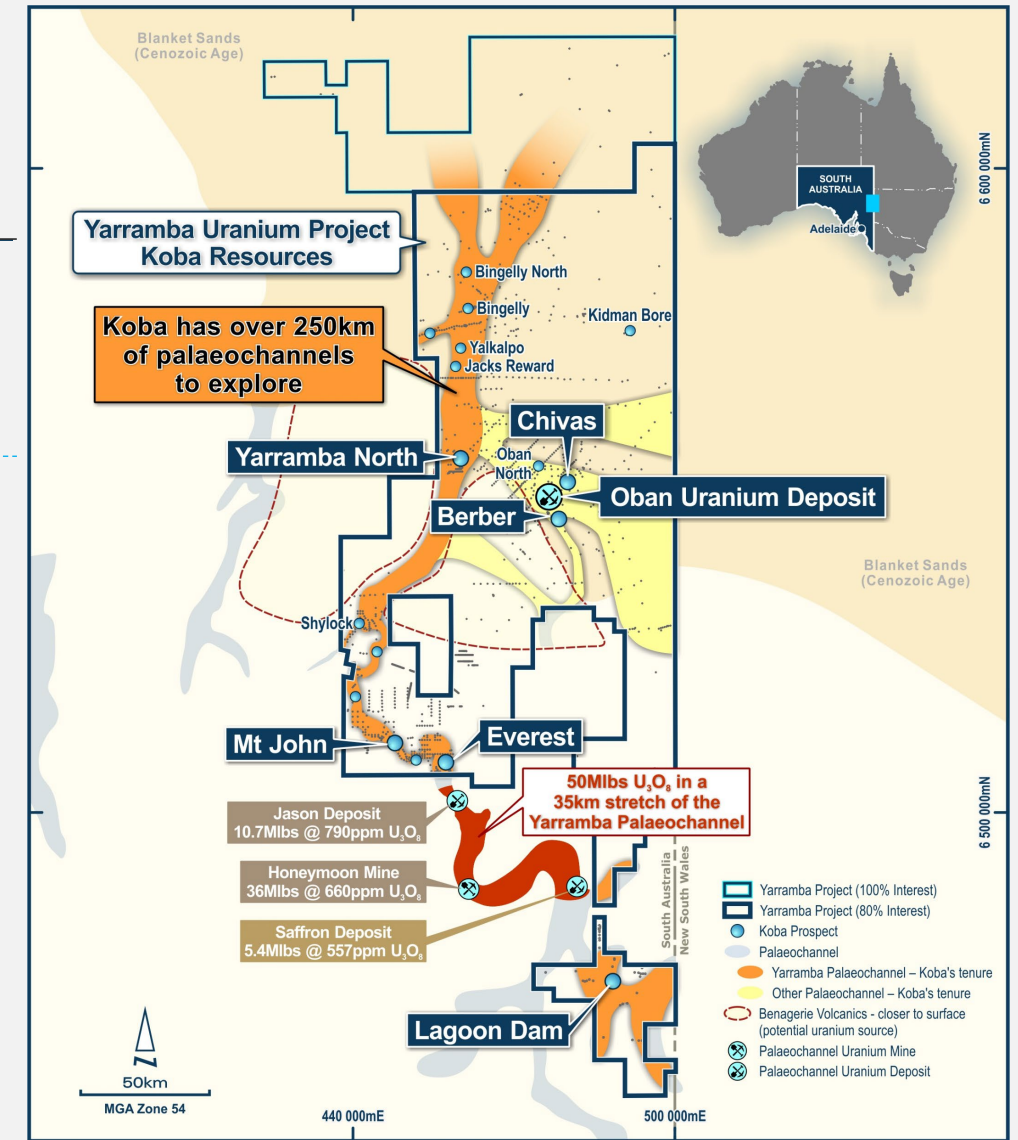 Blanket Sands
(Cenozoic Age)
SOUTH
AUSTRALIA
Adelaide
6 600 000mN
Yarramba Uranium Project
Koba Resources
Bingelly North
Bingelly
Kidman Bore
Koba has over 250km
of palaeochannels
to explore
Yalkalpo
Jacks Reward
Chivas
Yarramba North
Oban
North
Oban Uranium Deposit
Berber
Blanket Sands
(Cenozoic Age)
Shylock
Mt John
Everest
50Mlbs U₃O₈ in a
35km stretch of the
Yarramba Palaeochannel
6 500 000mN
Jason Deposit
10.7Mlbs @ 790ppm U₃O₈
Honeymoon Mine
36Mlbs @ 660ppm U₃O₈
Saffron Deposit
5.4Mlbs @ 557ppm U₃O₈
South Australia
New South Wales
Yarramba Project (100% Interest)
Yarramba Project (80% Interest)
Koba Prospect
Palaeochannel
Yarramba Palaeochannel – Koba's tenure
Other Palaeochannel – Koba's tenure
Benagerie Volcanics - closer to surface
(potential uranium source)
Palaeochannel Uranium Mine
Palaeochannel Uranium Deposit
Lagoon Dam
N
50km
MGA Zone 54
440 000mE
500 000mE